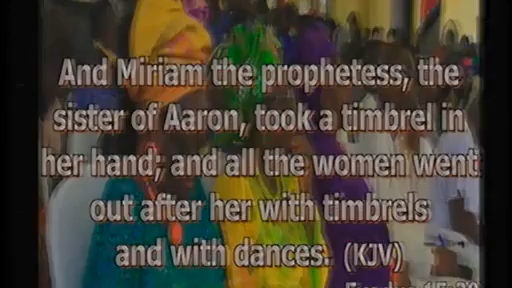 And Miriam the prophetess, the
sister of Aaron, took a timbrel in
her hand; and all the women went
out after her with timbrels
and with dances. (KJV)